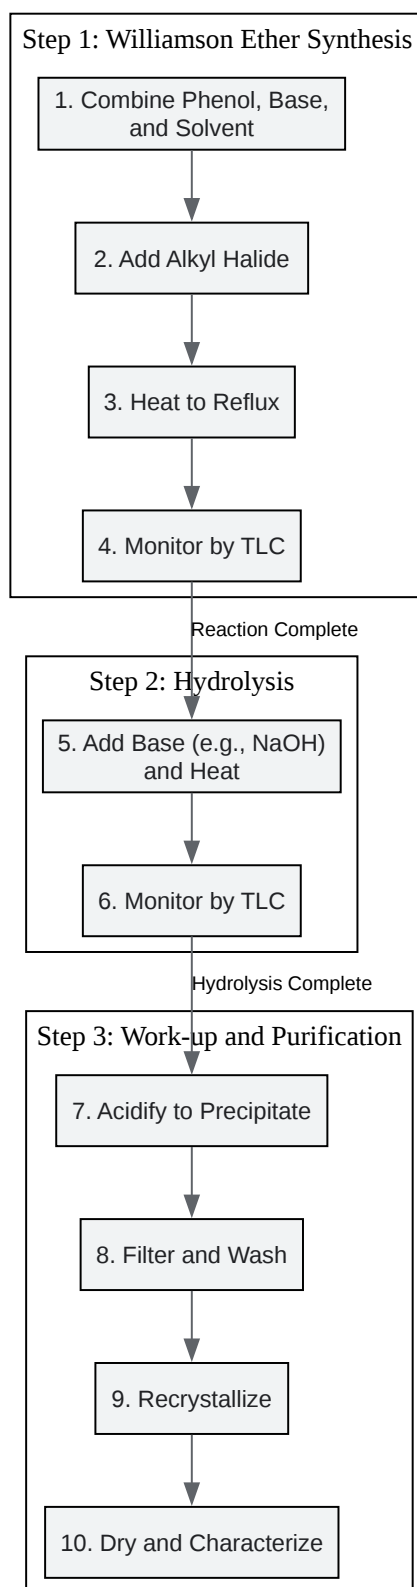 Step 1: Williamson Ether Synthesis
1. Combine Phenol, Base,
and Solvent
2. Add Alkyl Halide
3. Heat to Reflux
4. Monitor by TLC
Reaction Complete
Step 2: Hydrolysis
5. Add Base (e.g., NaOH)
and Heat
6. Monitor by TLC
Hydrolysis Complete
Step 3: Work-up and Purification
7. Acidify to Precipitate
8. Filter and Wash
9. Recrystallize
10. Dry and Characterize